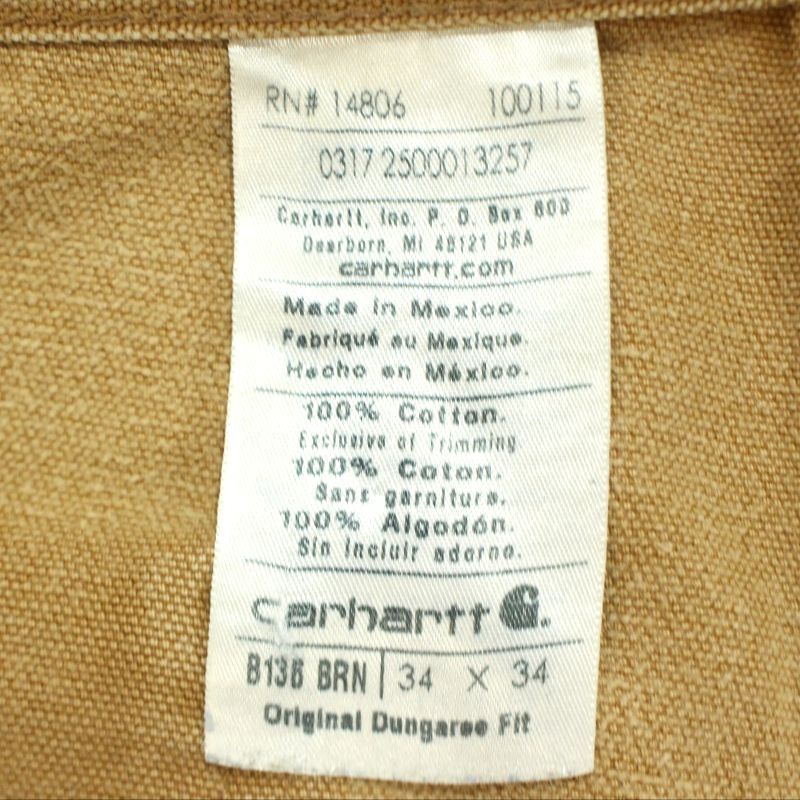 RN# 14806 100115
0317 2500013257
Carhartt, Inc. P. O. Box 600
Dearborn, MI 48121 USA
carhartt.com
Made in Mexico.
Fabriqué au Mexique.
Hecho en México.
100% Cotton.
Exclusive of Trimming
100% Coton.
Sans garniture.
100% Algodón.
Sin incluir adorno.
carhartt
B136 BRN | 34 X 34
Original Dungaree Fit